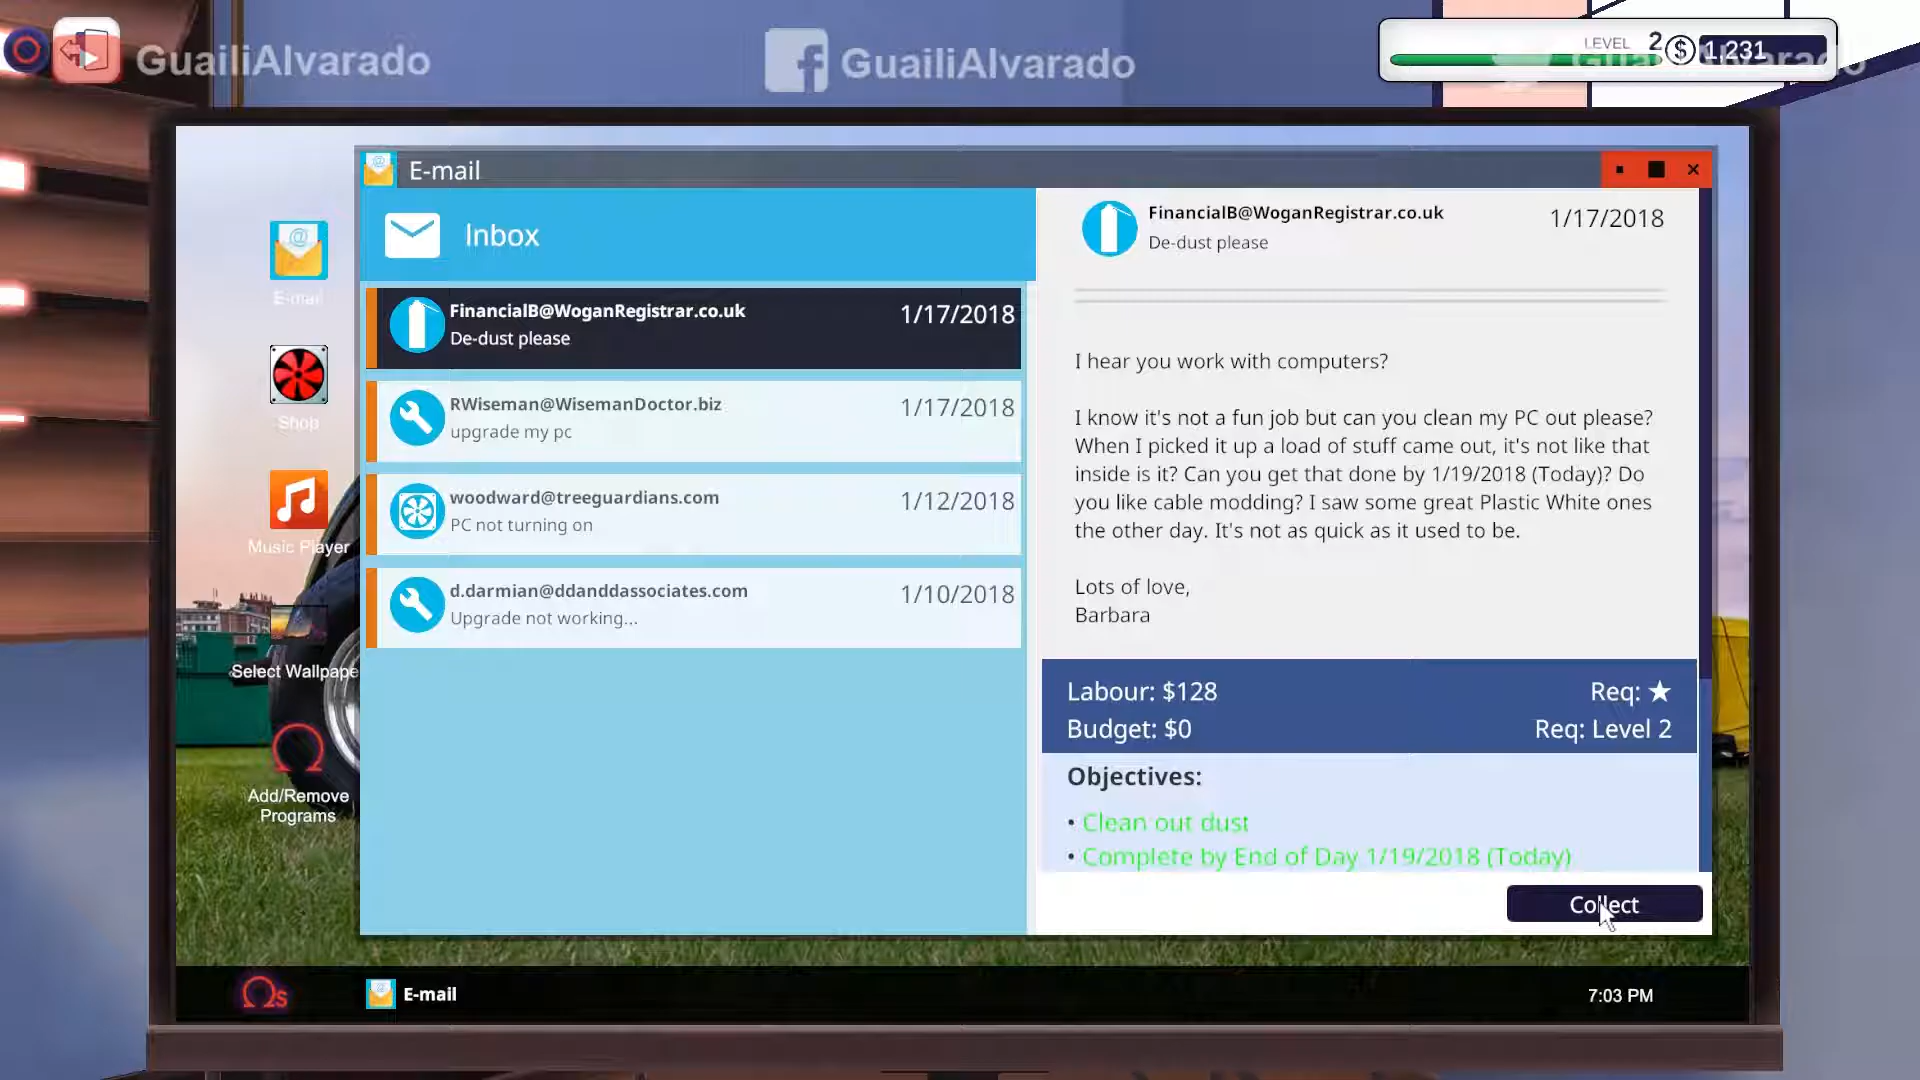 GuailiAlvarado
GuailiAlvarado
LEVEL 2
$ 1,231
E-mail
Inbox
FinancialB@WoganRegistrar.co.uk
De-dust please
1/17/2018
RWiseman@WisemanDoctor.biz
upgrade my pc
1/17/2018
woodward@treeguardians.com
PC not turning on
1/12/2018
d.darmian@ddanddassociates.com
Upgrade not working...
1/10/2018
FinancialB@WoganRegistrar.co.uk
De-dust please
1/17/2018
I hear you work with computers?
I know it's not a fun job but can you clean my PC out please?
When I picked it up a load of stuff came out, it's not like that
inside is it? Can you get that done by 1/19/2018 (Today)? Do
you like cable modding? I saw some great Plastic White ones
the other day. It's not as quick as it used to be.
Lots of love,
Barbara
Labour: $128
Req: ★
Budget: $0
Req: Level 2
Objectives:
• Clean out dust
• Complete by End of Day 1/19/2018 (Today)
Collect
E-mail
Shop
Music Player
Select Wallpape
Add/Remove
Programs
Ωs
E-mail
7:03 PM